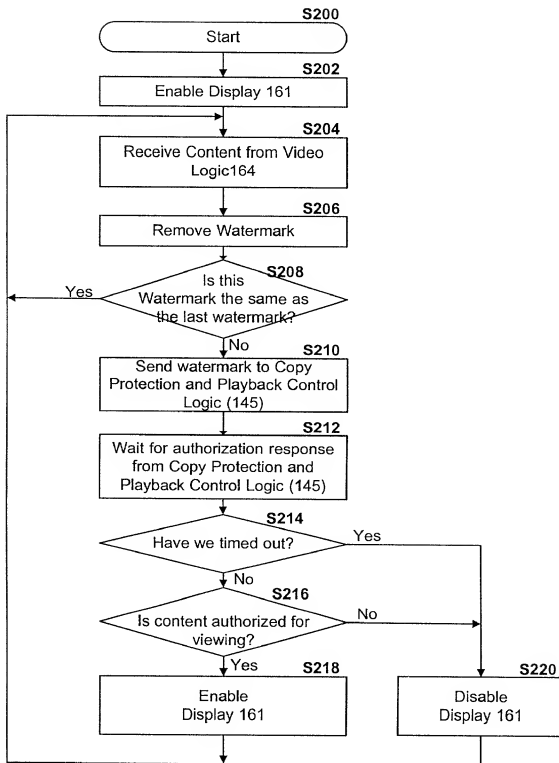 S200
Start
S202
Enable Display 161
S204
Receive Content from Video
Logic164
S206
Remove Watermark
S208
Is this
Watermark the same as
the last watermark?
Yes
No
S210
Send watermark to Copy
Protection and Playback Control
Logic (145)
S212
Wait for authorization response
from Copy Protection and
Playback Control Logic (145)
S214
Have we timed out?
Yes
No
S216
Is content authorized for
viewing?
No
Yes
S218
Enable
Display 161
S220
Disable
Display 161